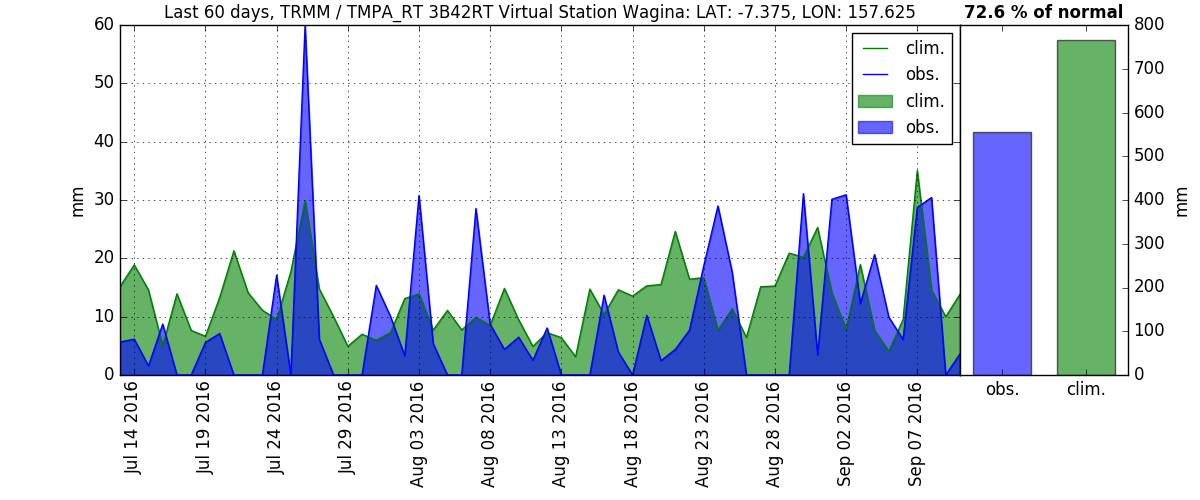 Last 60 days, TRMM / TMPA_RT 3B42RT Virtual Station Wagina: LAT: -7.375, LON: 157.625
72.6 % of normal
60
50
40
30
20
10
0
mm
clim.
obs.
clim.
obs.
800
700
600
500
400
300
200
100
0
mm
Jul 14 2016
Jul 19 2016
Jul 24 2016
Jul 29 2016
Aug 03 2016
Aug 08 2016
Aug 13 2016
Aug 18 2016
Aug 23 2016
Aug 28 2016
Sep 02 2016
Sep 07 2016
obs.
clim.